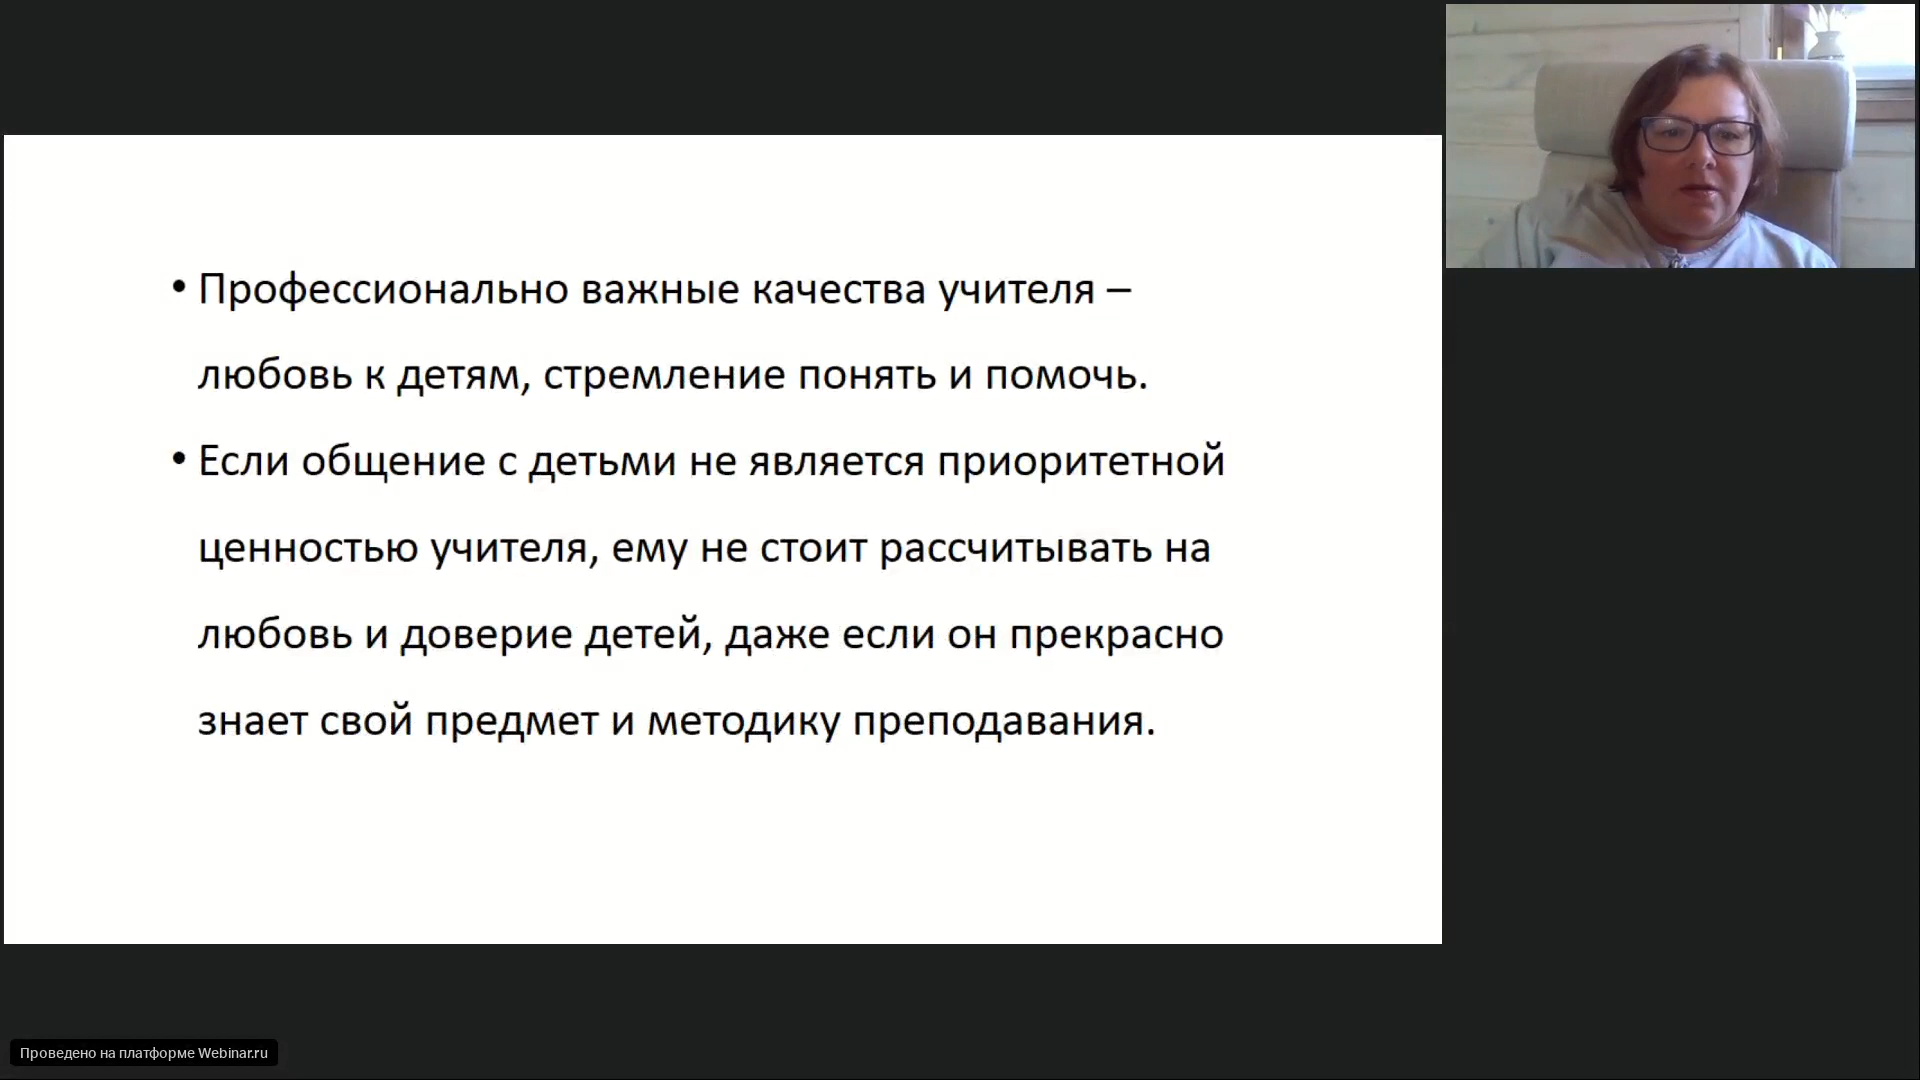 • Профессионально важные качества учителя –
любовь к детям, стремление понять и помочь.
• Если общение с детьми не является приоритетной
ценностью учителя, ему не стоит рассчитывать на
любовь и доверие детей, даже если он прекрасно
знает свой предмет и методику преподавания.
Проведено на платформе Webinar.ru